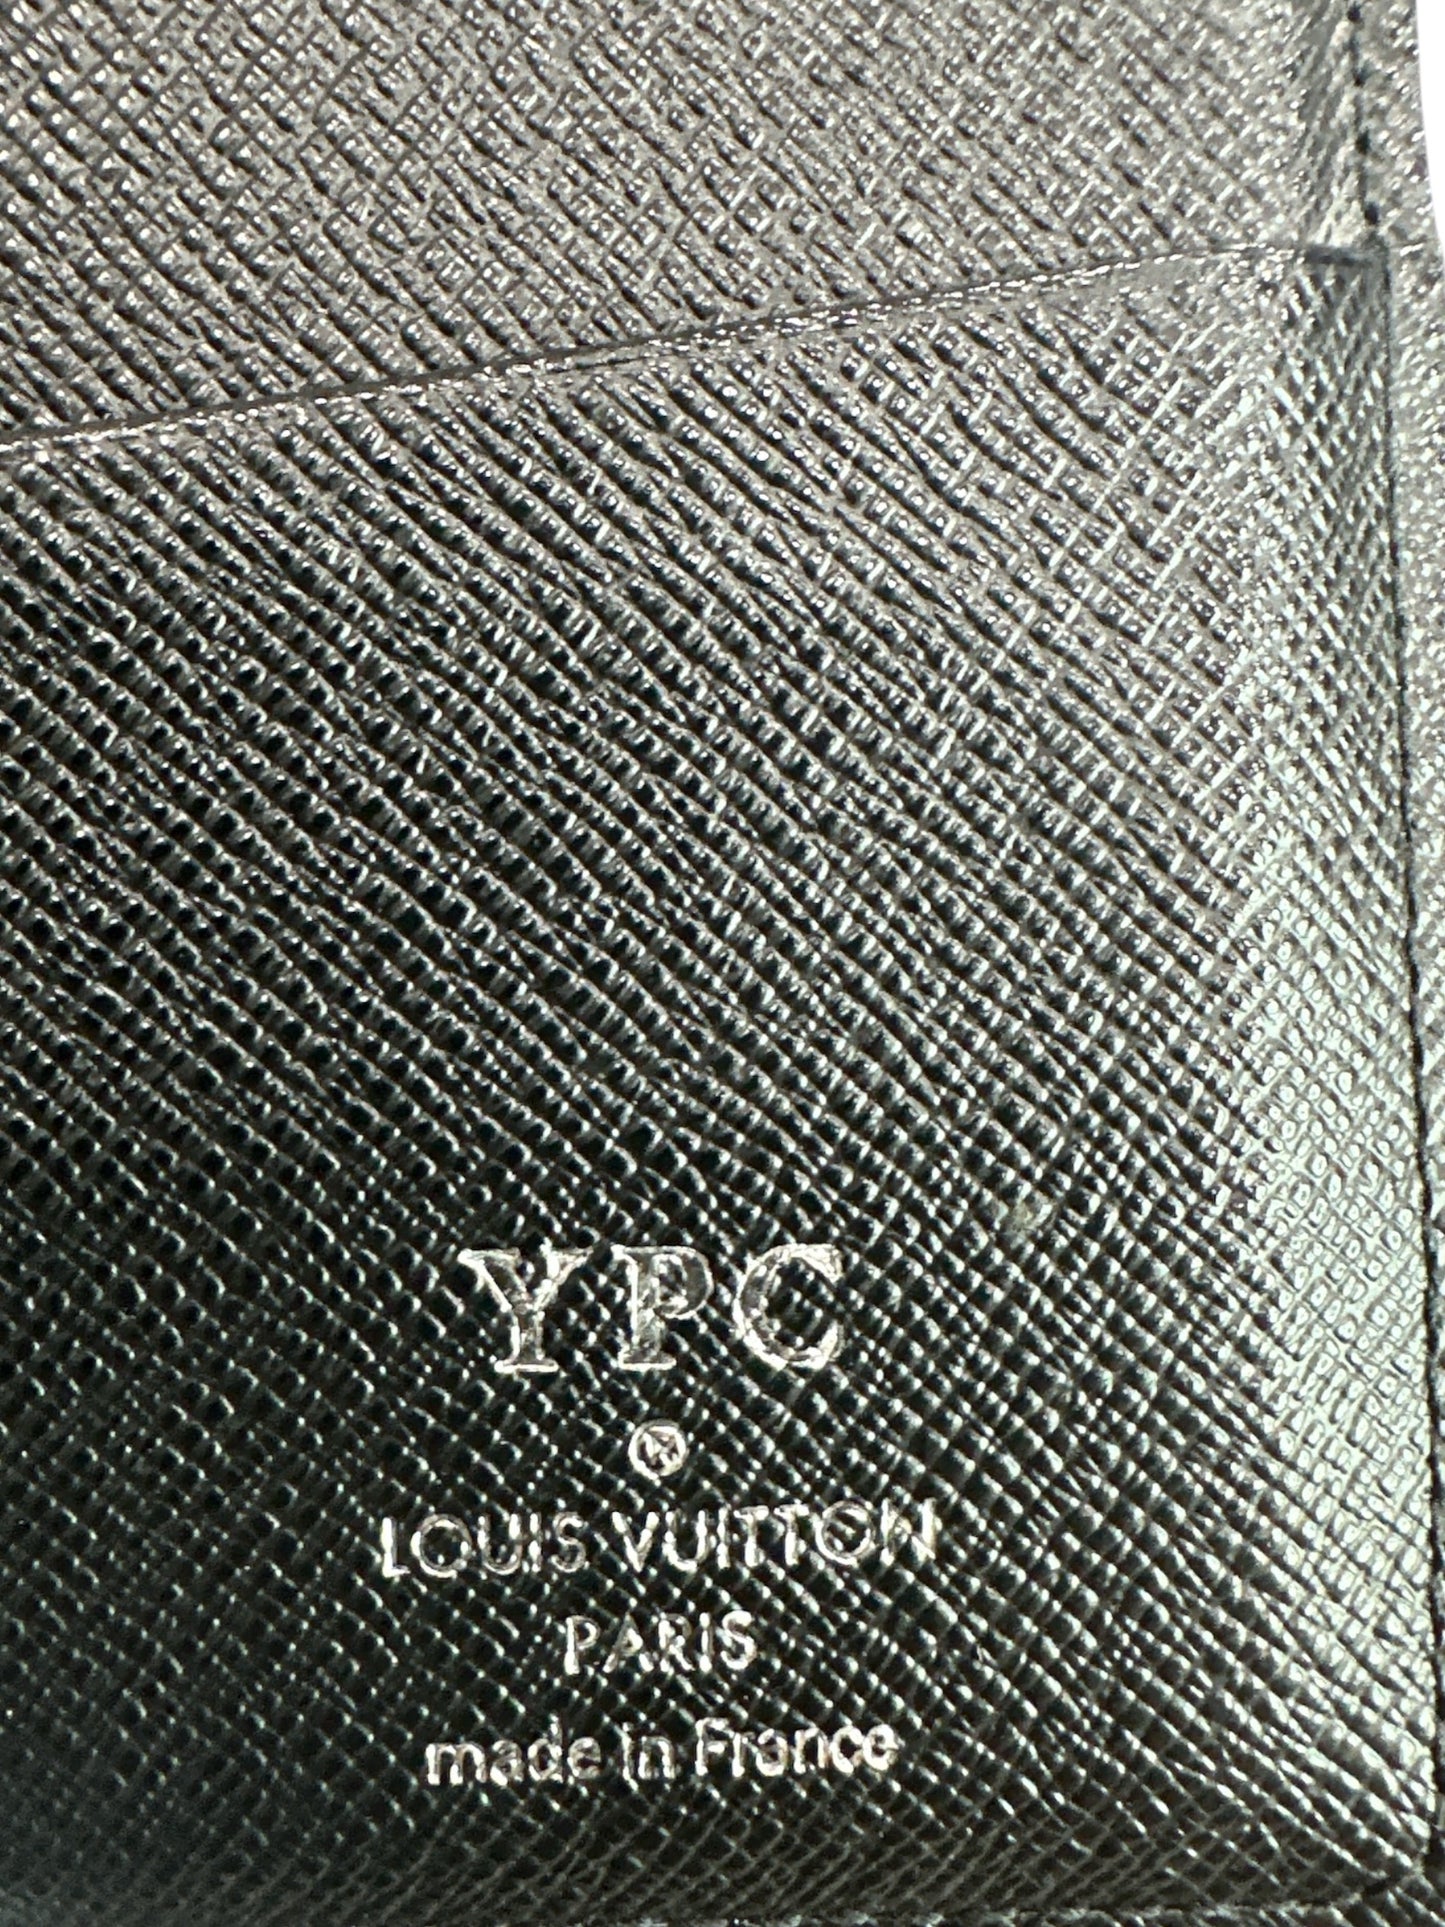 YPC
®
LOUIS VUITTON
PARIS
made in France